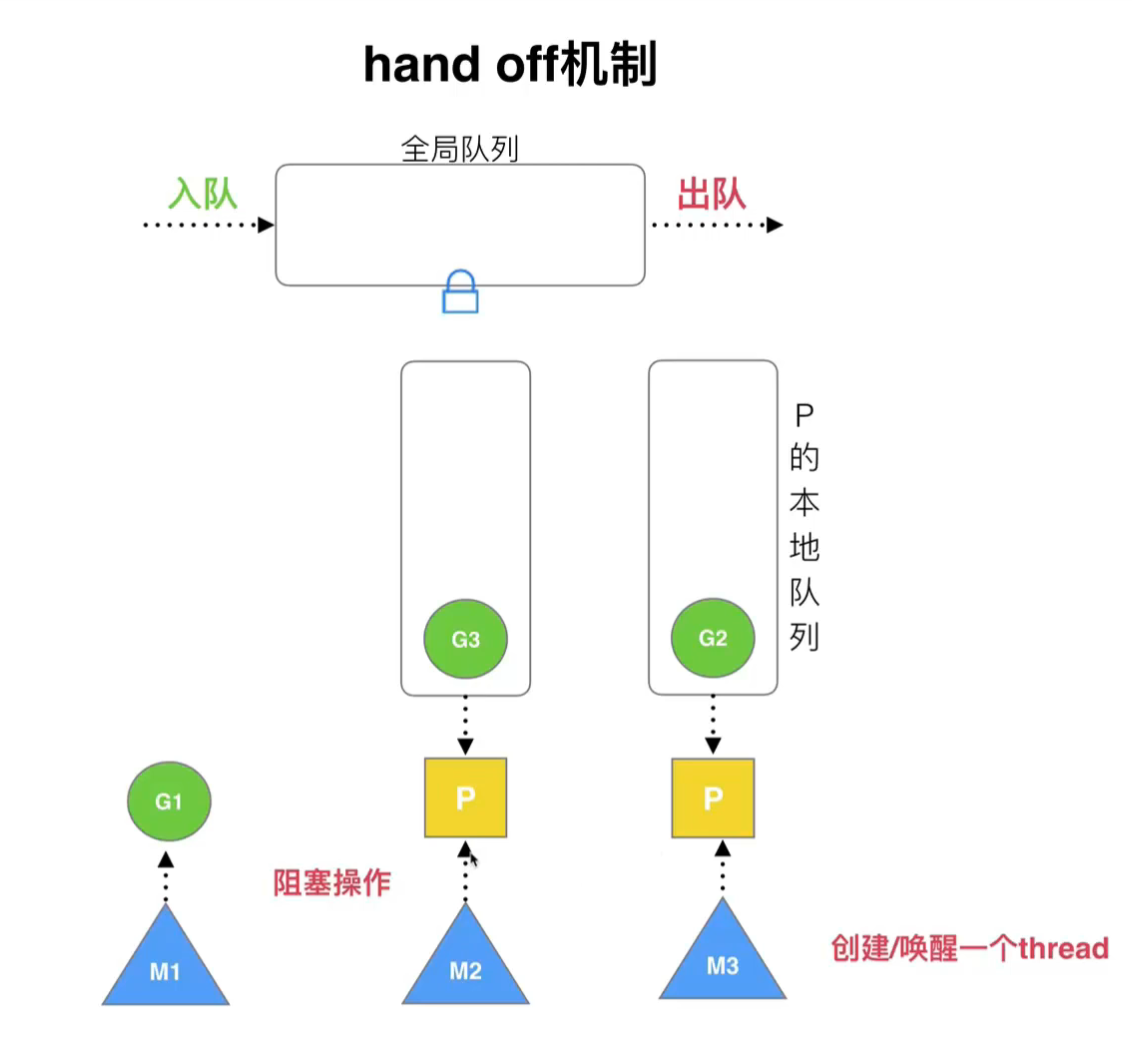 hand off机制
全局队列
入队
出队
P
的
本
地
队
列
G3
G2
G1
P
P
阻塞操作
M1
M2
M3
创建/唤醒一个thread